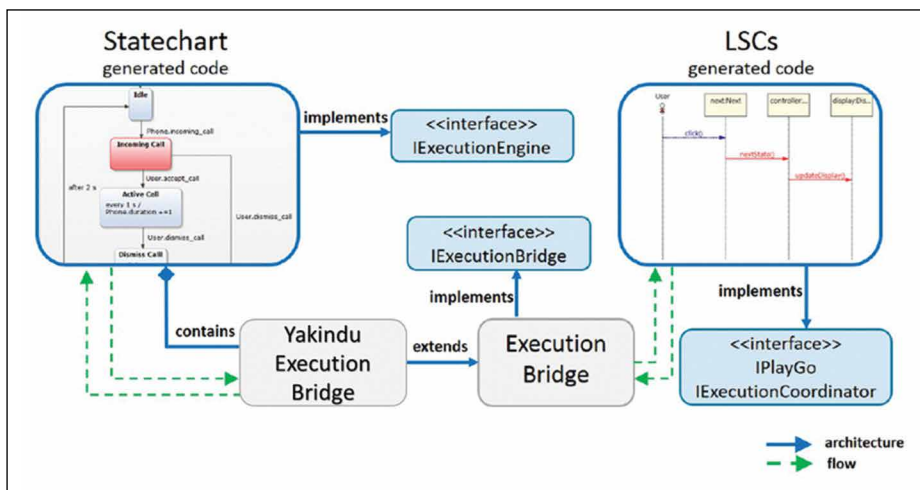 Statechart
generated code
Idle
Phone.incoming_call
Incoming Call
User.accept_call
after 2 s
Active Call
every 1 s /
Phone.duration +=1
User.dismiss_call
User.dismiss_call
Dismiss Call
implements
<<interface>>
IExecutionEngine
LSCs
generated code
User
next:Next
controller...
display:Dis...
click()
nextState()
updateDisplay()
<<interface>>
IExecutionBridge
implements
implements
contains
Yakindu
Execution
Bridge
extends
Execution
Bridge
<<interface>>
IPlayGo
IExecutionCoordinator
architecture
flow